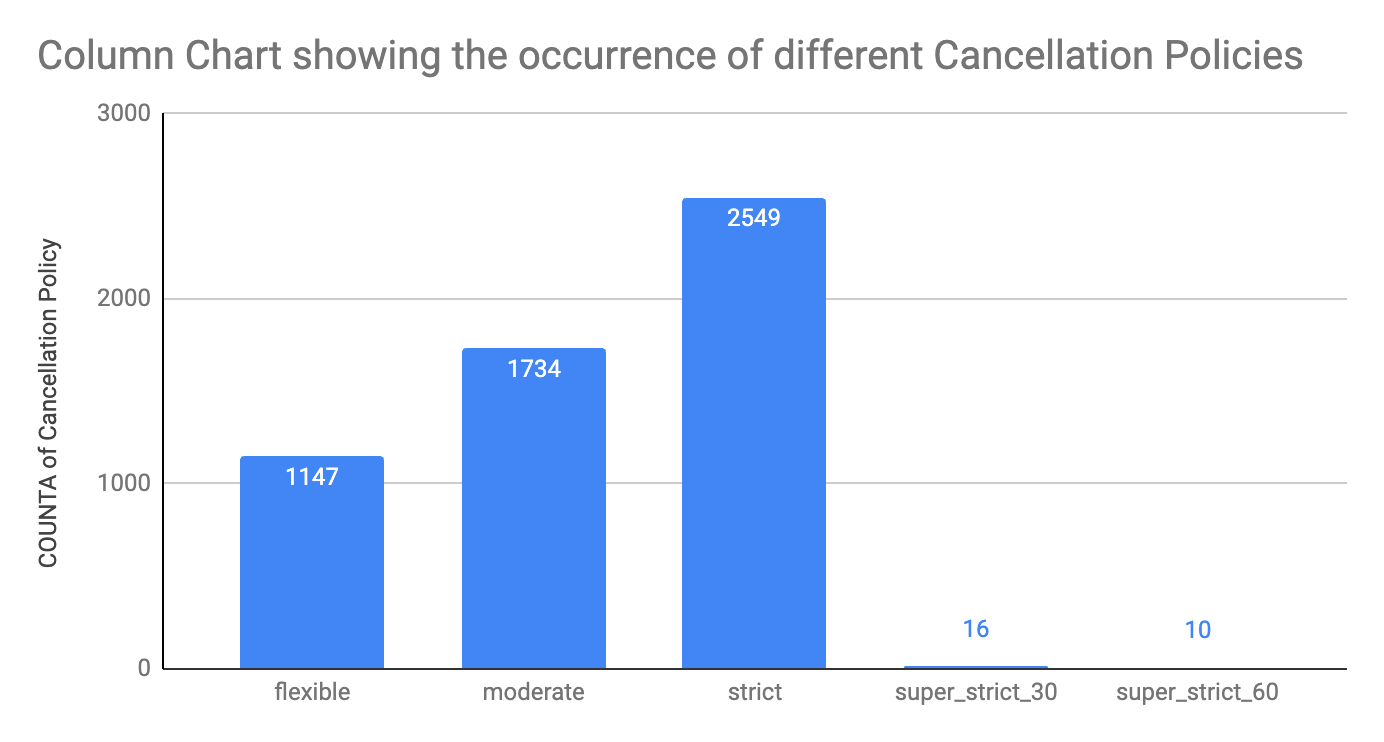 Column Chart showing the occurrence of different Cancellation Policies
COUNTA of Cancellation Policy
3000
2000
1000
0
1147
1734
2549
16
10
flexible
moderate
strict
super_strict_30
super_strict_60